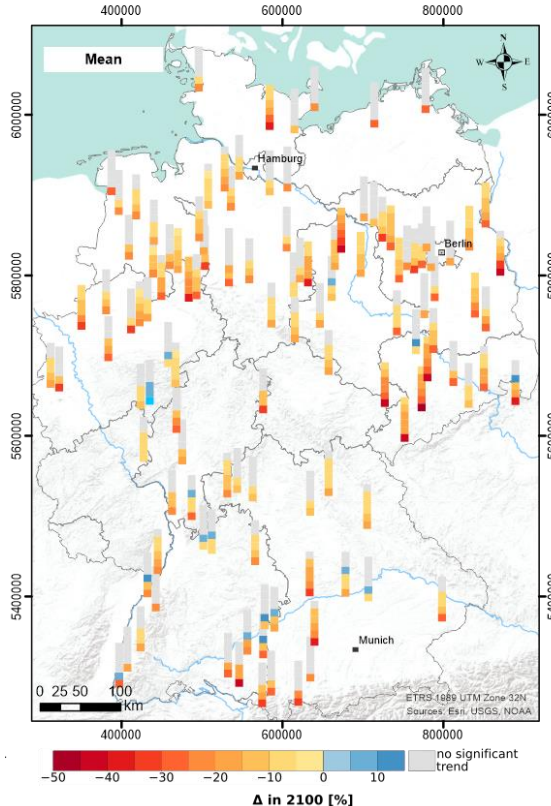 400000 600000 800000
Mean
N
W E
S
6000000 6000000
Hamburg
Berlin
5800000
5600000
5400000 5400000
Munich
0 25 50 100
km
ETRS 1989 UTM Zone 32N
Sources: Esri, USGS, NOAA
400000 600000 800000
no significant
trend
−50 −40 −30 −20 −10 0 10
Δ in 2100 [%]